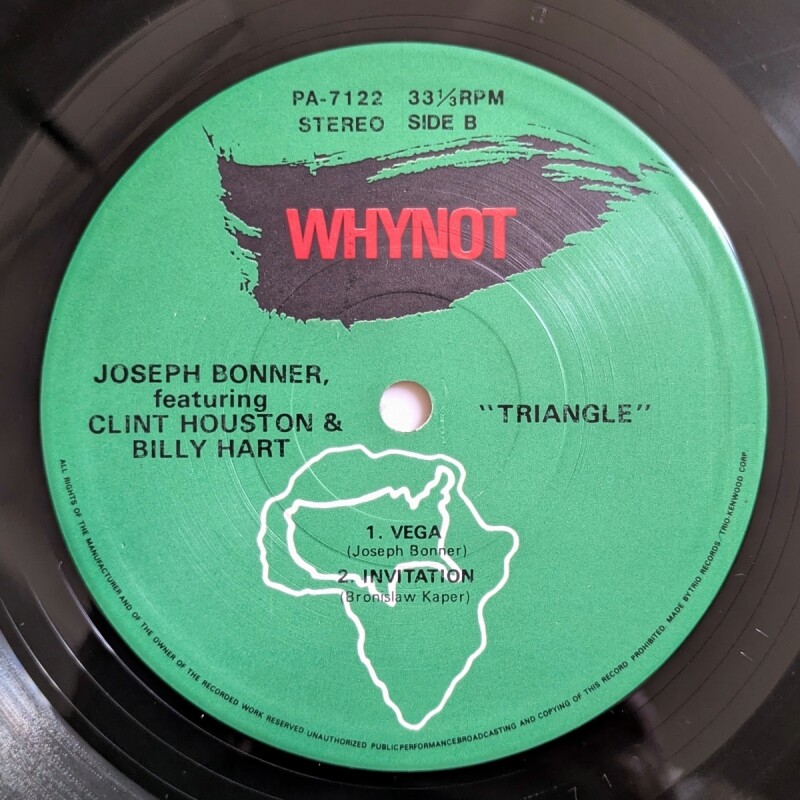 PA-7122 33⅓RPM
STEREO SIDE B
WHYNOT
JOSEPH BONNER,
featuring
CLINT HOUSTON &
BILLY HART
"TRIANGLE"
1. VEGA
(Joseph Bonner)
2. INVITATION
(Bronislaw Kaper)
ALL RIGHTS OF THE MANUFACTURER AND OF THE OWNER OF THE RECORDED WORK RESERVED. UNAUTHORIZED PUBLIC PERFORMANCE BROADCASTING AND COPYING OF THIS RECORD PROHIBITED. MADE BY TRIO RECORDS, TRIO-KENWOOD CORP.